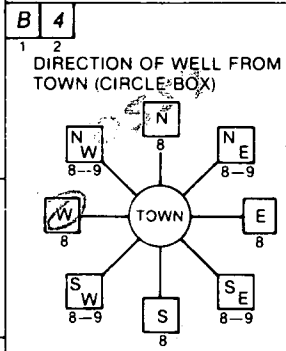 B 4
1 2
DIRECTION OF WELL FROM
TOWN (CIRCLE BOX)
N
8
N W
8--9
N E
8—9
W
8
TOWN
E
8
S W
8—9
S E
8—9
S
8